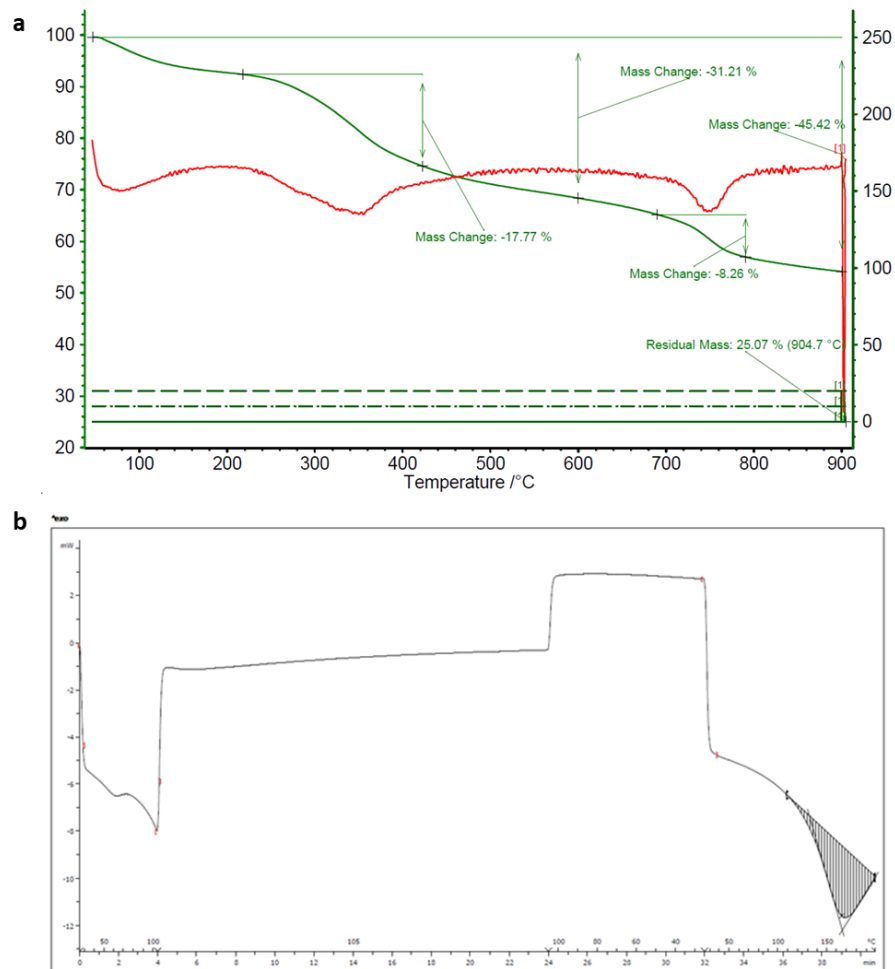 a
100
90
80
70
60
50
40
30
20
250
200
150
100
50
0
Mass Change: -31.21 %
Mass Change: -45.42 %
[1]
Mass Change: -17.77 %
Mass Change: -8.26 %
Residual Mass: 25.07 % (904.7 °C
100 200 300 400 500 600 700 800 900
Temperature /°C
b
^exo
mW
2
0
-2
-4
-6
-8
-10
-12
50 100 105 100 80 60 40 50 100 150 °C
0 2 4 6 8 10 12 14 16 18 20 22 24 26 28 30 32 34 36 38 min